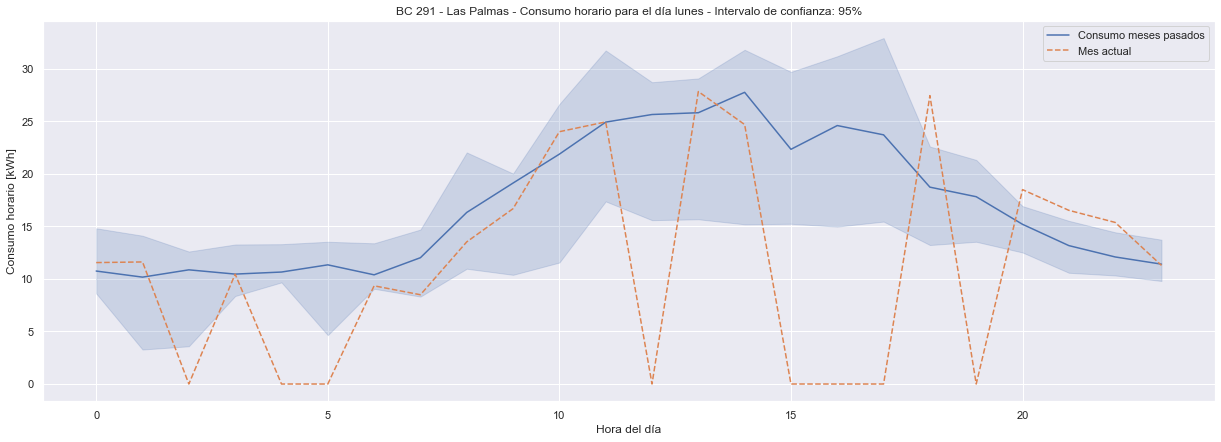 BC 291 - Las Palmas - Consumo horario para el día lunes - Intervalo de confianza: 95%
Consumo meses pasados
Mes actual
Consumo horario [kWh]
30
25
20
15
10
5
0
0 5 10 15 20
Hora del día